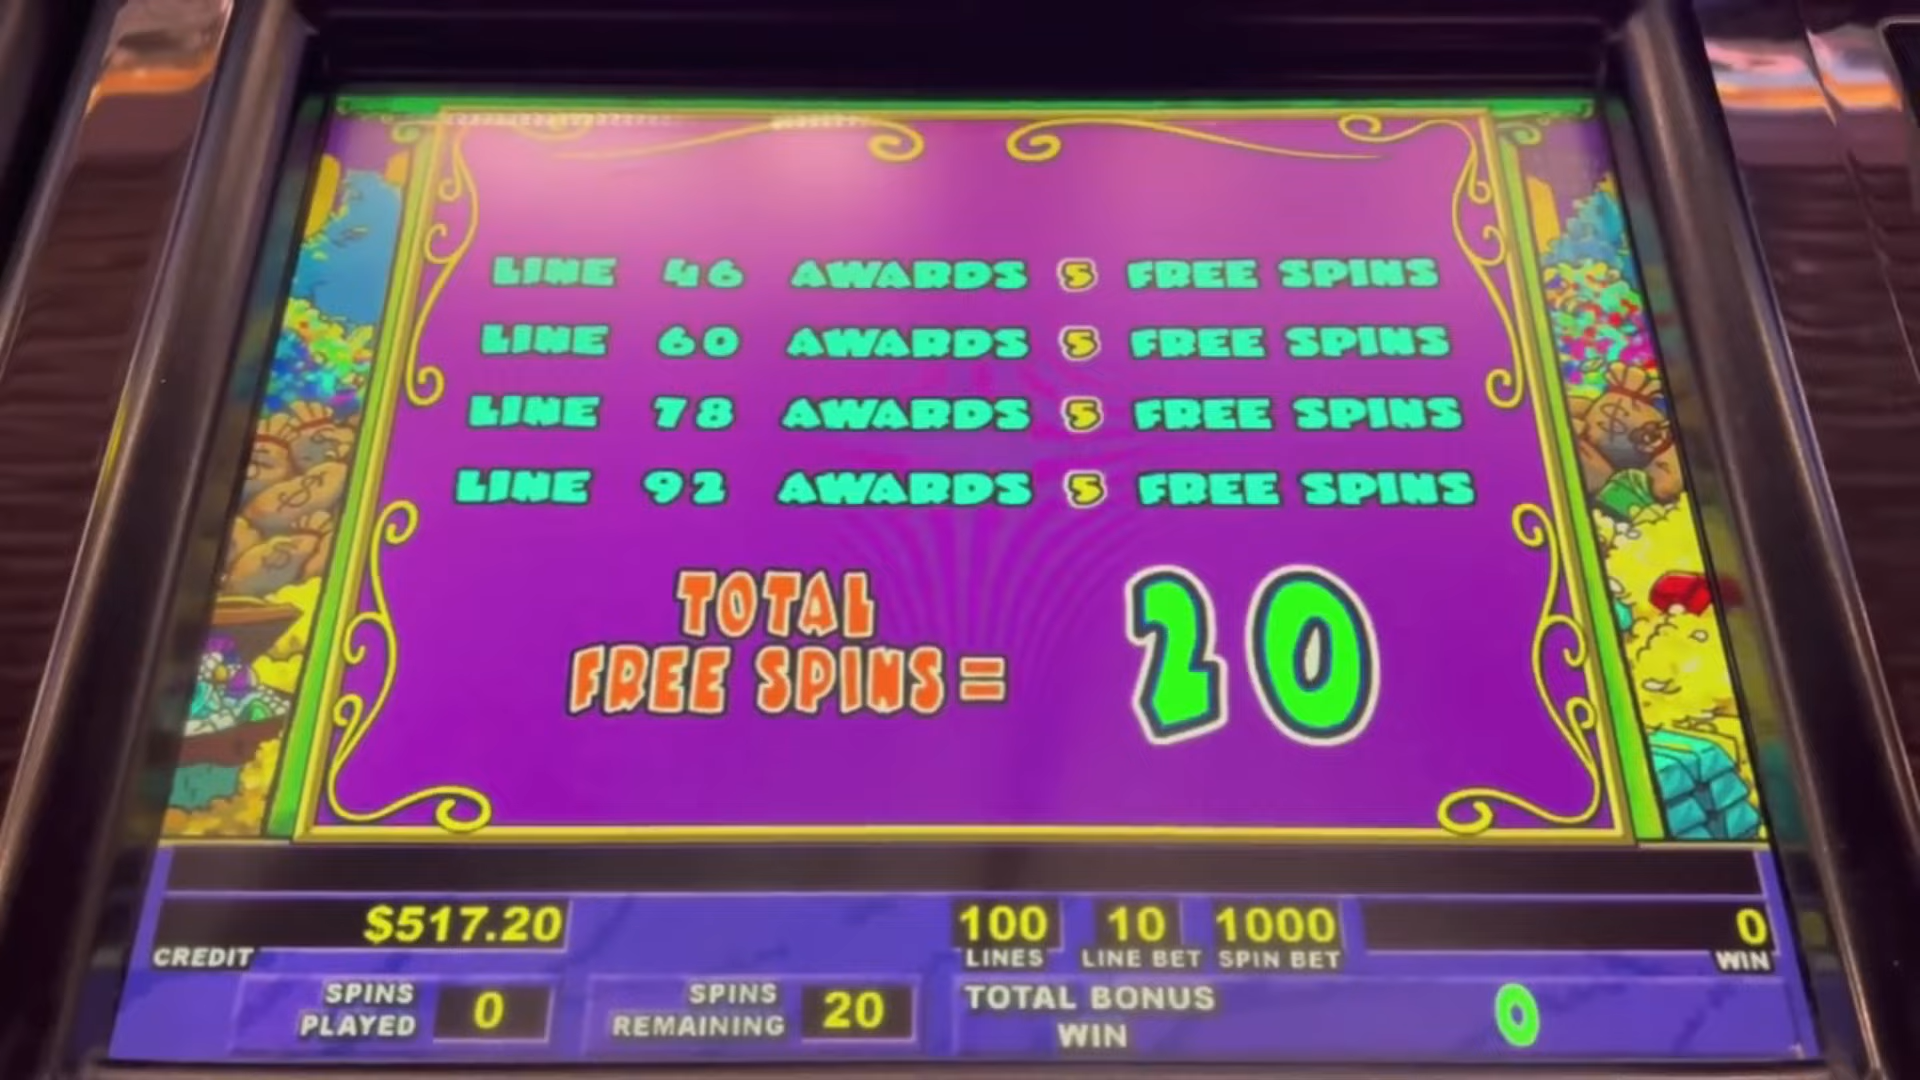 LINE 46 AWARDS 5 FREE SPINS
LINE 60 AWARDS 5 FREE SPINS
LINE 78 AWARDS 5 FREE SPINS
LINE 92 AWARDS 5 FREE SPINS
TOTAL
FREE SPINS = 20
$517.20 100 10 1000 0
CREDIT LINES LINE BET SPIN BET WIN
SPINS PLAYED 0 SPINS REMAINING 20 TOTAL BONUS WIN 0